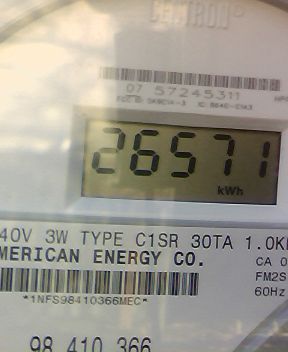 CENTRON®
07 57245311
26571
kWh
40V 3W TYPE C1SR 30TA 1.0K
MERICAN ENERGY CO.
CA 0
FM2S
60Hz
*1NFS98410366MEC*
98 410 366